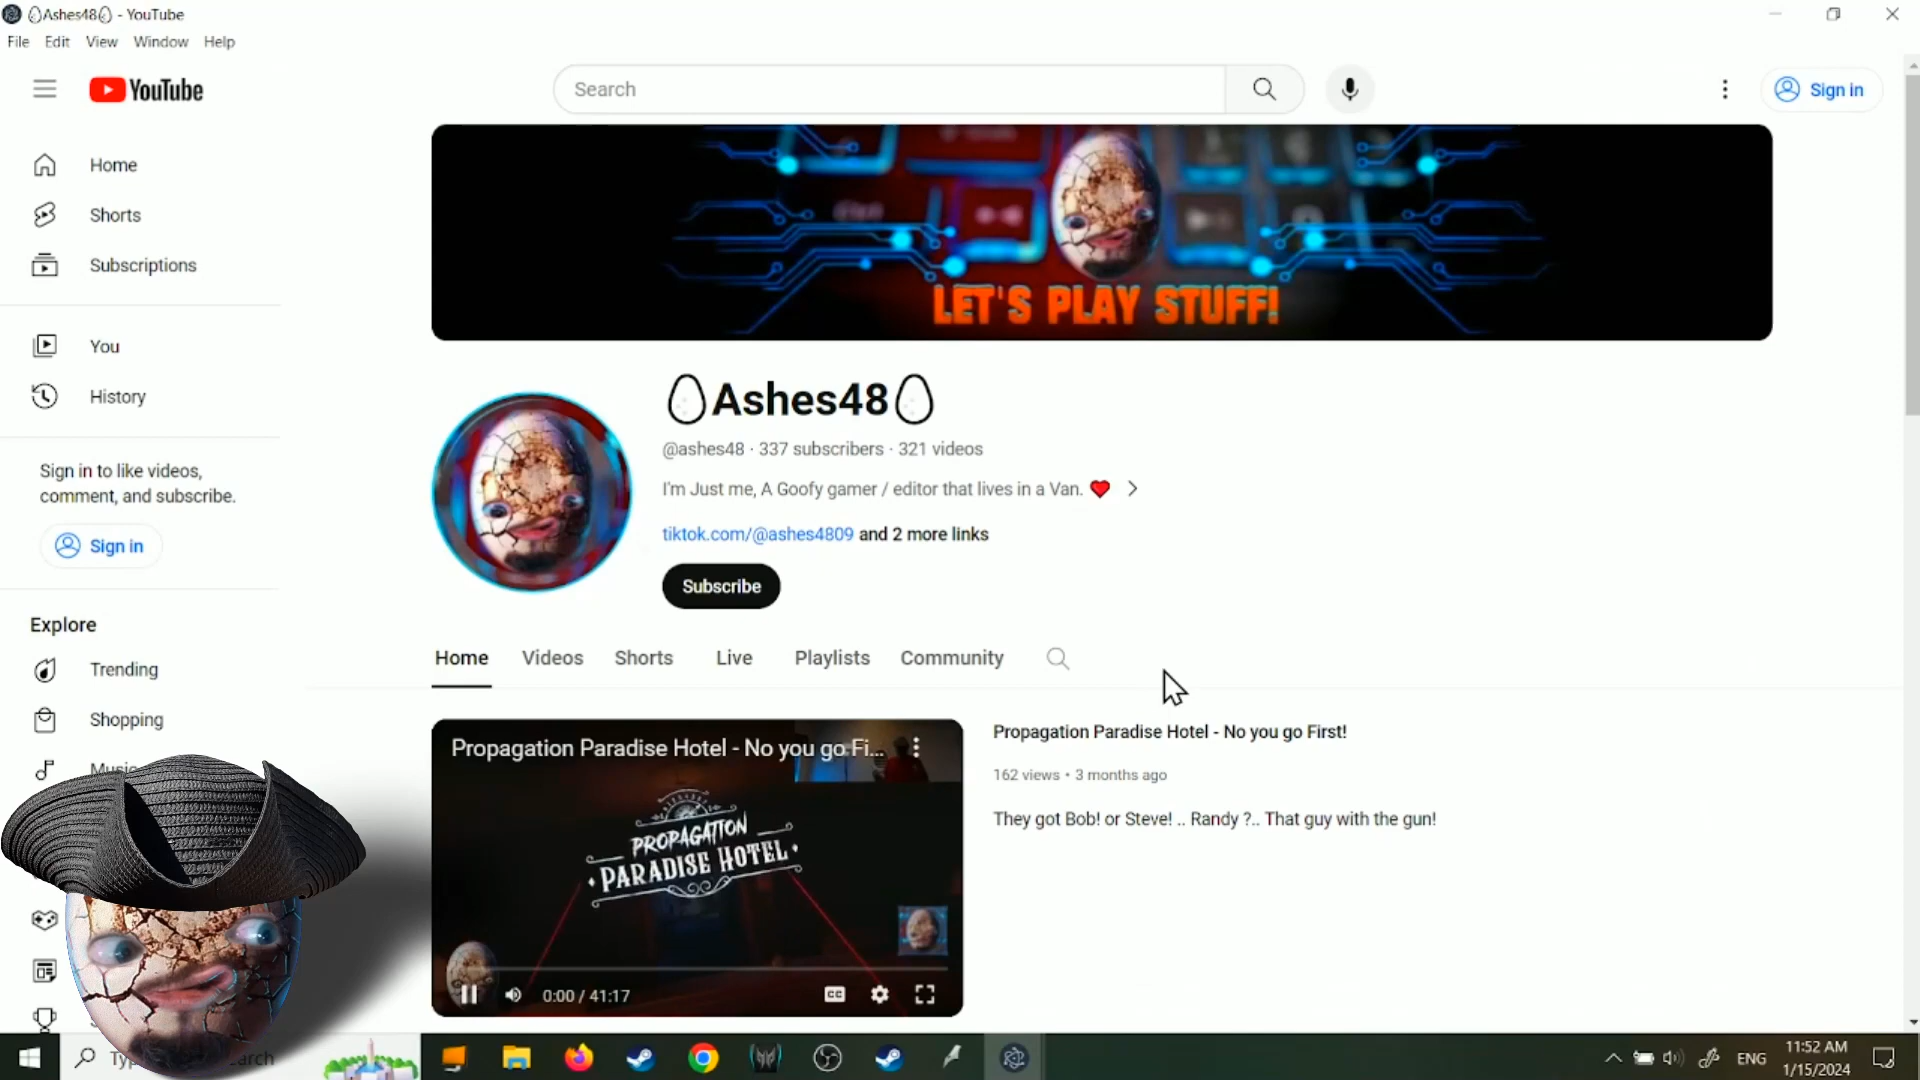 🥚Ashes48🥚 - YouTube
File Edit View Window Help
YouTube
Search
Sign in
Home
Shorts
Subscriptions
You
History
Sign in to like videos,
comment, and subscribe.
Sign in
Explore
Trending
Shopping
Music
LET'S PLAY STUFF!
🥚Ashes48🥚
@ashes48 · 337 subscribers · 321 videos
I'm Just me, A Goofy gamer / editor that lives in a Van. ❤️
tiktok.com/@ashes4809 and 2 more links
Subscribe
Home Videos Shorts Live Playlists Community
Propagation Paradise Hotel - No you go Fi...
PROPAGATION
PARADISE HOTEL
CC
0:00 / 41:17
Propagation Paradise Hotel - No you go First!
162 views • 3 months ago
They got Bob! or Steve! .. Randy ?.. That guy with the gun!
ENG
11:52 AM
1/15/2024